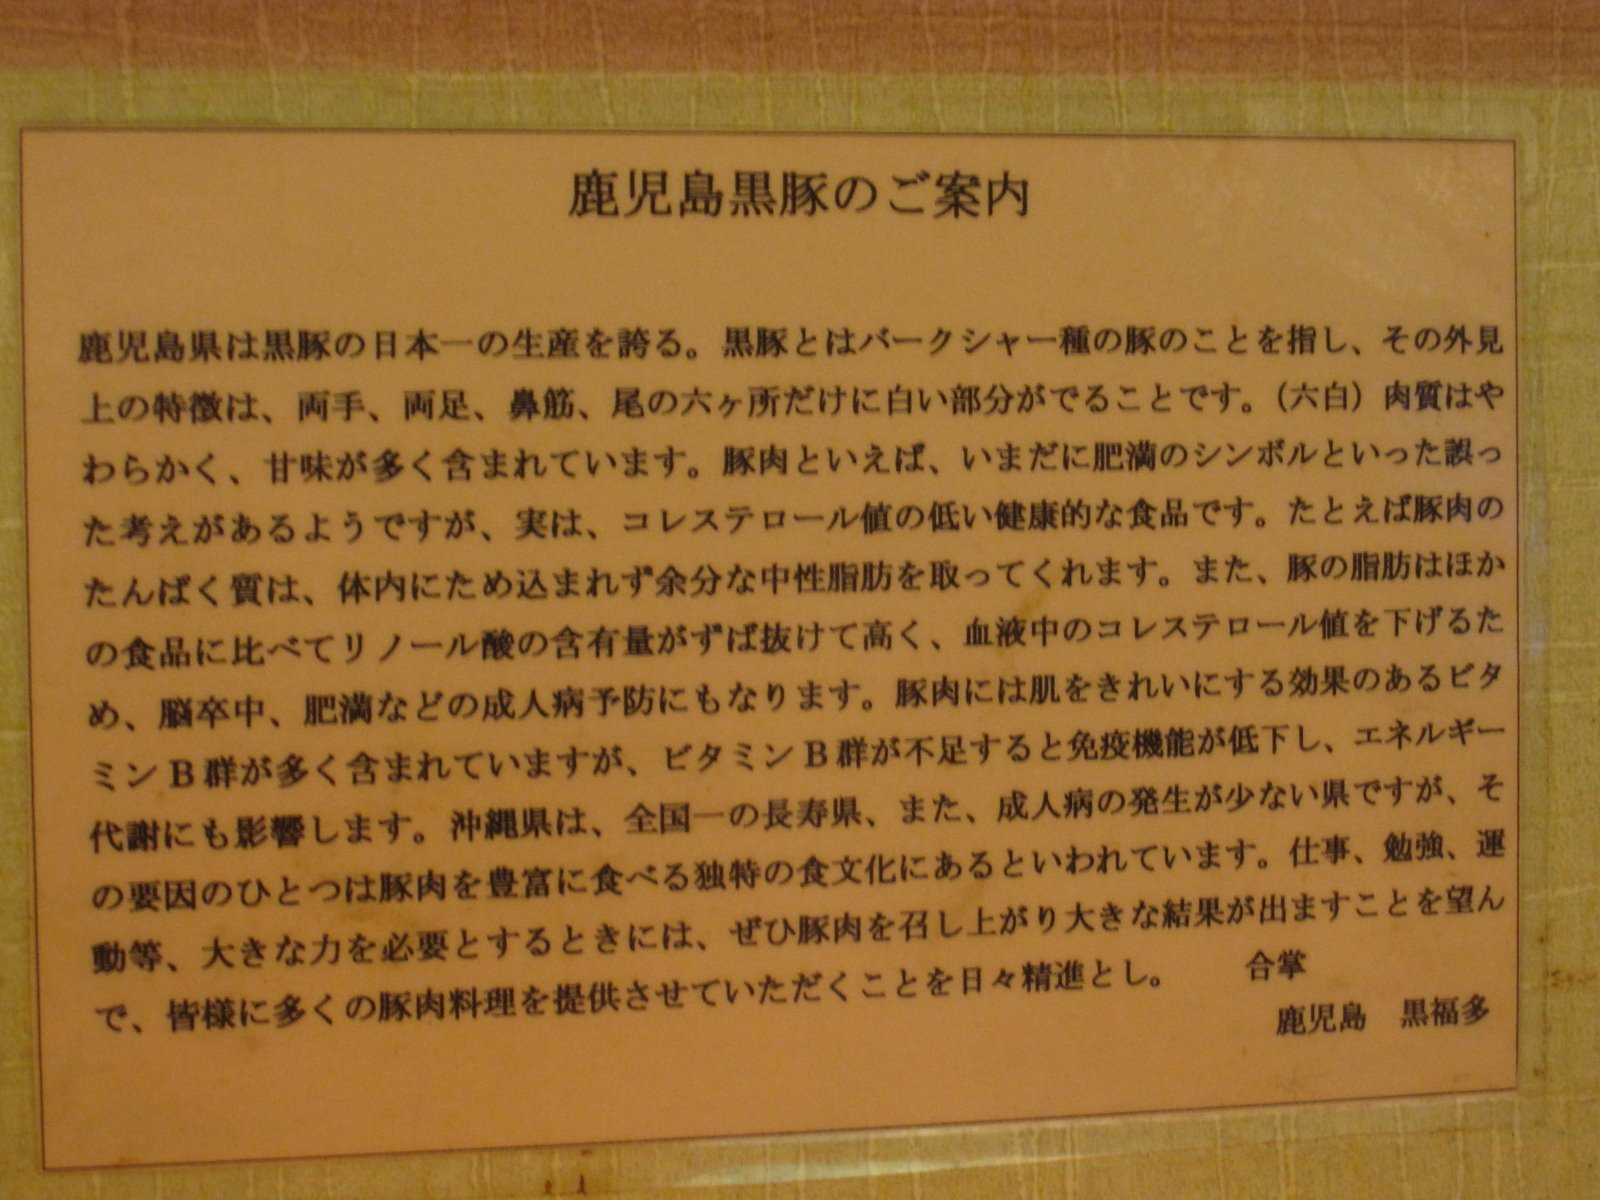 鹿児島黒豚のご案内
鹿児島県は黒豚の日本一の生産を誇る。黒豚とはバークシャー種の豚のことを指し、その外見
上の特徴は、両手、両足、鼻筋、尾の六ヶ所だけに白い部分がでることです。（六白）肉質はや
わらかく、甘味が多く含まれています。豚肉といえば、いまだに肥満のシンボルといった誤っ
た考えがあるようですが、実は、コレステロール値の低い健康的な食品です。たとえば豚肉の
たんぱく質は、体内にため込まれず余分な中性脂肪を取ってくれます。また、豚の脂肪はほか
の食品に比べてリノール酸の含有量がずば抜けて高く、血液中のコレステロール値を下げるた
め、脳卒中、肥満などの成人病予防にもなります。豚肉には肌をきれいにする効果のあるビタ
ミンＢ群が多く含まれていますが、ビタミンＢ群が不足すると免疫機能が低下し、エネルギー
代謝にも影響します。沖縄県は、全国一の長寿県、また、成人病の発生が少ない県ですが、そ
の要因のひとつは豚肉を豊富に食べる独特の食文化にあるといわれています。仕事、勉強、運
動等、大きな力を必要とするときには、ぜひ豚肉を召し上がり大きな結果が出ますことを望ん
で、皆様に多くの豚肉料理を提供させていただくことを日々精進とし。　合掌
鹿児島　黒福多